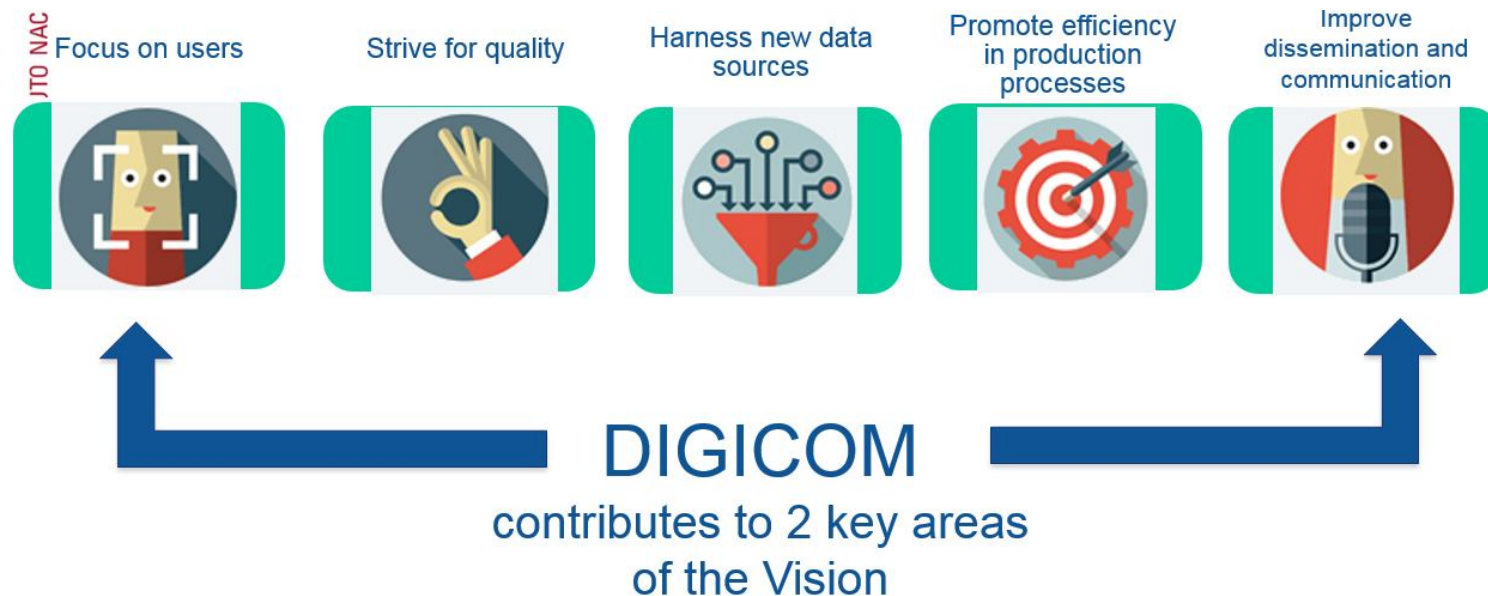 JTO NAC
Focus on users
Strive for quality
Harness new data
sources
Promote efficiency
in production
processes
Improve
dissemination and
communication
DIGICOM
contributes to 2 key areas
of the Vision